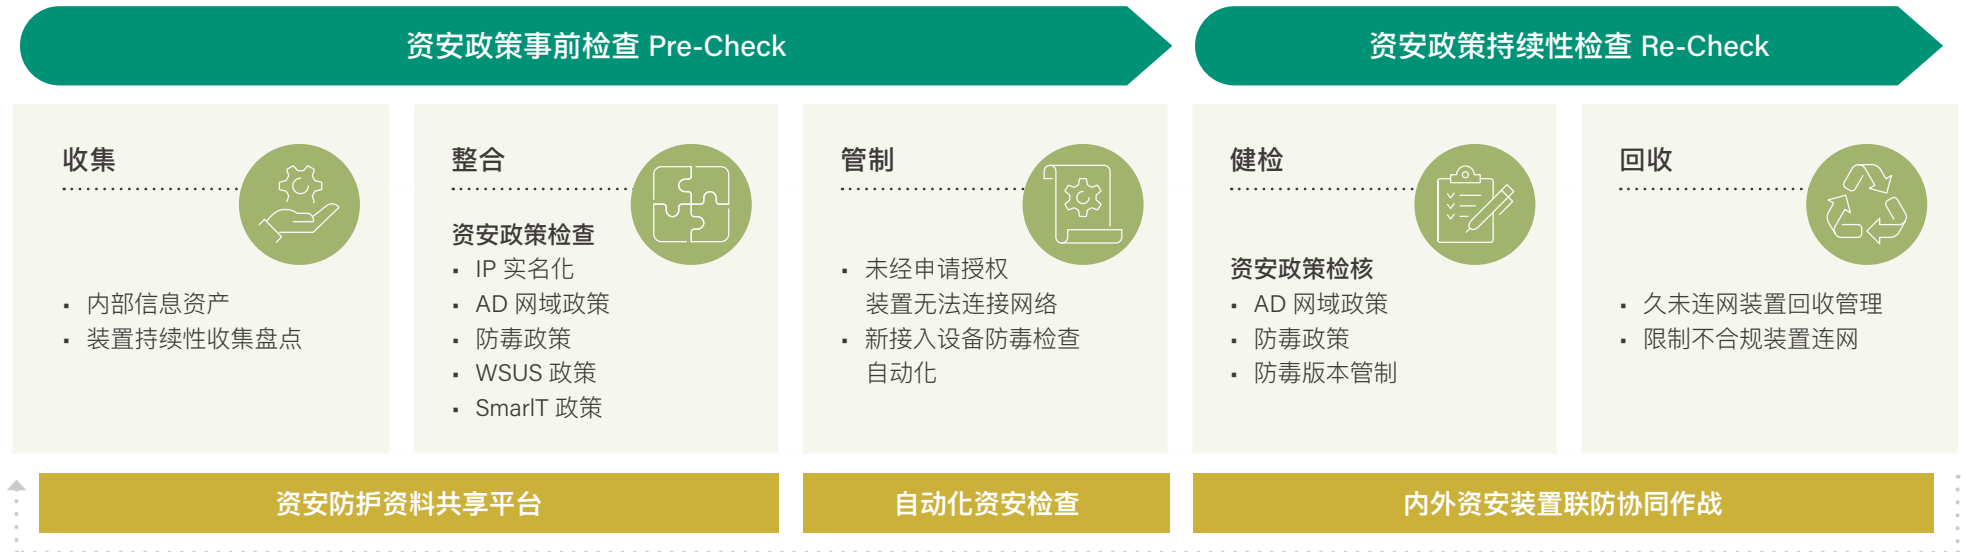 资安政策事前检查 Pre-Check
资安政策持续性检查 Re-Check
收集
▪ 内部信息资产
▪ 装置持续性收集盘点
整合
资安政策检查
▪ IP 实名化
▪ AD 网域政策
▪ 防毒政策
▪ WSUS 政策
▪ SmarlT 政策
管制
▪ 未经申请授权
装置无法连接网络
▪ 新接入设备防毒检查
自动化
健检
资安政策检核
▪ AD 网域政策
▪ 防毒政策
▪ 防毒版本管制
回收
▪ 久未连网装置回收管理
▪ 限制不合规装置连网
资安防护资料共享平台
自动化资安检查
内外资安装置联防协同作战